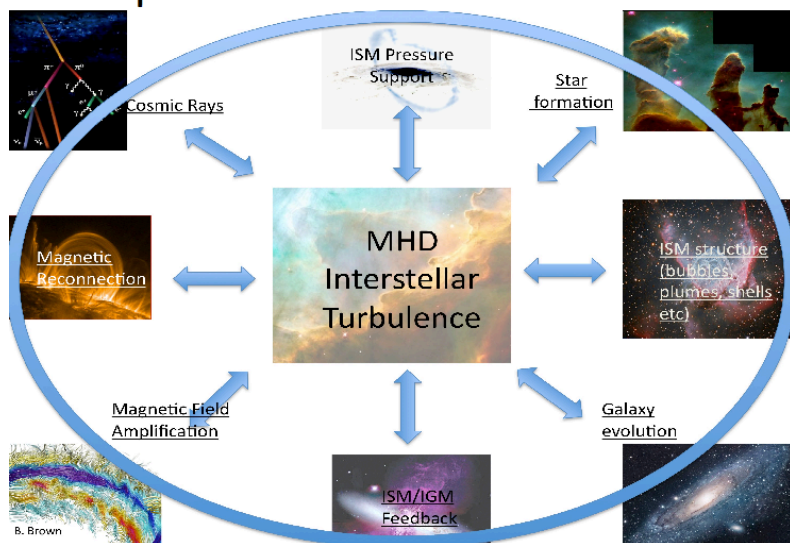 ISM Pressure
Support
Star
formation
Cosmic Rays
π⁻
MHD
Interstellar
Turbulence
Magnetic
Reconnection
ISM structure
(bubbles,
plumes, shells
etc)
Magnetic Field
Amplification
Galaxy
evolution
ISM/IGM
Feedback
B. Brown